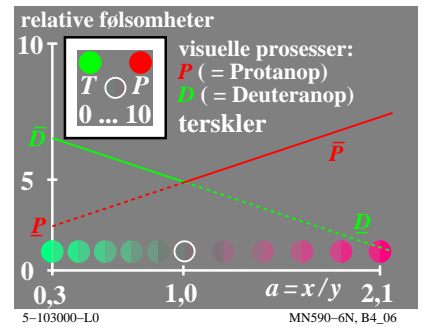 relative følsomheter
10
visuelle prosesser:
P ( = Protanop)
D ( = Deuteranop)
terskler
T P
0 ... 10
D̄
P̄
5
P̲
D̲
0
0,3 1,0 a = x / y 2,1
5-103000-L0 MN590-6N, B4_06